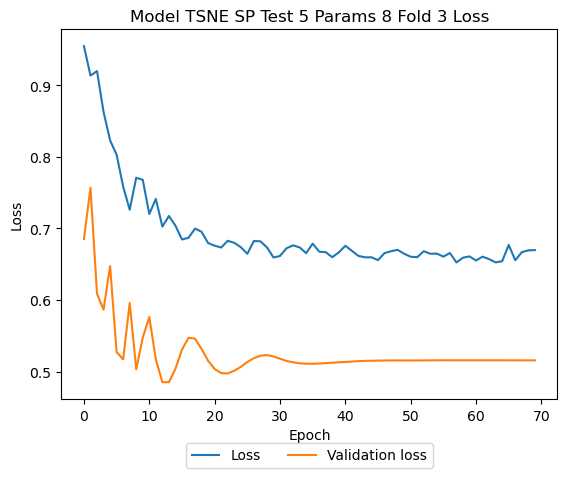 Model TSNE SP Test 5 Params 8 Fold 3 Loss
Loss
0.9
0.8
0.7
0.6
0.5
0 10 20 30 40 50 60 70
Epoch
Loss Validation loss